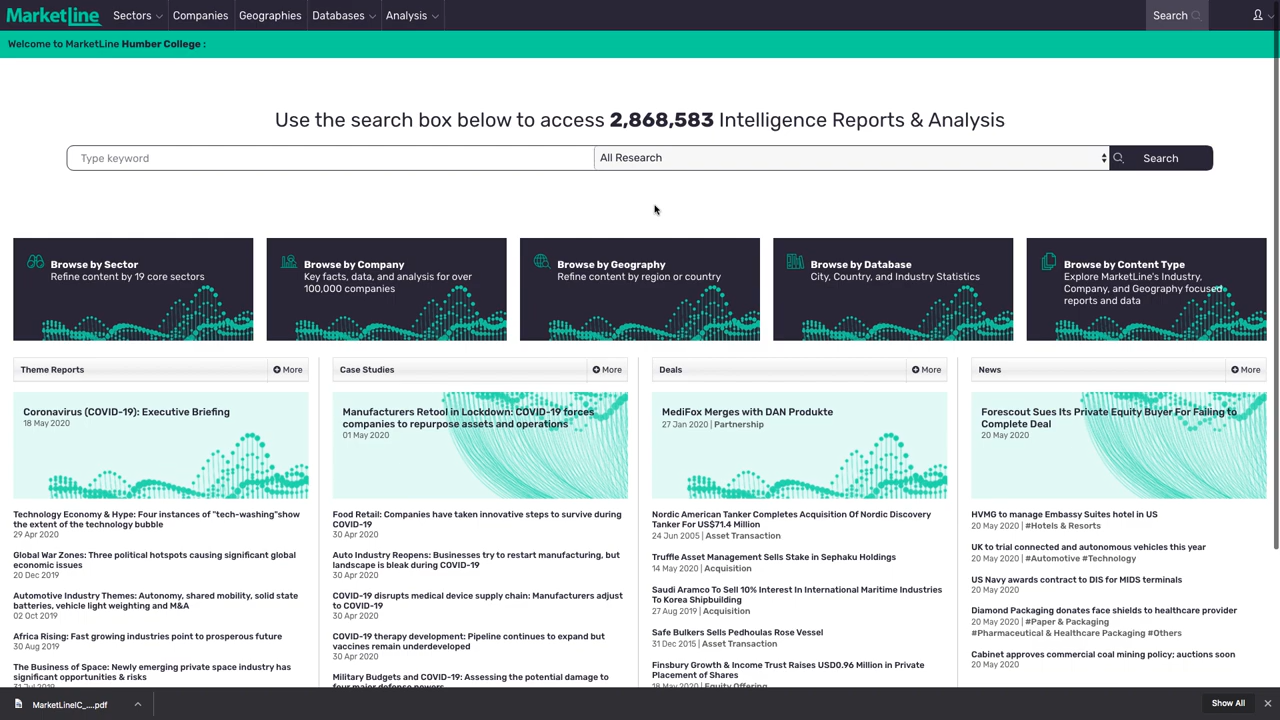 MarketLine Sectors Companies Geographies Databases Analysis Search
Welcome to MarketLine Humber College :
Use the search box below to access 2,868,583 Intelligence Reports & Analysis
Type keyword All Research Search
Browse by Sector
Refine content by 19 core sectors
Browse by Company
Key facts, data, and analysis for over
100,000 companies
Browse by Geography
Refine content by region or country
Browse by Database
City, Country, and Industry Statistics
Browse by Content Type
Explore MarketLine's Industry,
Company, and Geography focused
reports and data
Theme Reports More
Coronavirus (COVID-19): Executive Briefing
18 May 2020
Technology Economy & Hype: Four instances of "tech-washing"show
the extent of the technology bubble
29 Apr 2020
Global War Zones: Three political hotspots causing significant global
economic issues
20 Dec 2019
Automotive Industry Themes: Autonomy, shared mobility, solid state
batteries, vehicle light weighting and M&A
02 Oct 2019
Africa Rising: Fast growing industries point to prosperous future
30 Aug 2019
The Business of Space: Newly emerging private space industry has
significant opportunities & risks
31 Jul 2019
Case Studies More
Manufacturers Retool in Lockdown: COVID-19 forces
companies to repurpose assets and operations
01 May 2020
Food Retail: Companies have taken innovative steps to survive during
COVID-19
30 Apr 2020
Auto Industry Reopens: Businesses try to restart manufacturing, but
landscape is bleak during COVID-19
30 Apr 2020
COVID-19 disrupts medical device supply chain: Manufacturers adjust
to COVID-19
30 Apr 2020
COVID-19 therapy development: Pipeline continues to expand but
vaccines remain underdeveloped
30 Apr 2020
Military Budgets and COVID-19: Assessing the potential damage to
four major defense powers
Deals More
MediFox Merges with DAN Produkte
27 Jan 2020 | Partnership
Nordic American Tanker Completes Acquisition Of Nordic Discovery
Tanker For US$71.4 Million
24 Jun 2005 | Asset Transaction
Truffle Asset Management Sells Stake in Sephaku Holdings
14 May 2020 | Acquisition
Saudi Aramco To Sell 10% Interest In International Maritime Industries
To Korea Shipbuilding
27 Aug 2019 | Acquisition
Safe Bulkers Sells Pedhoulas Rose Vessel
31 Dec 2015 | Asset Transaction
Finsbury Growth & Income Trust Raises USD0.96 Million in Private
Placement of Shares
18 May 2020 | Equity Offering
News More
Forescout Sues Its Private Equity Buyer For Failing to
Complete Deal
20 May 2020
HVMG to manage Embassy Suites hotel in US
20 May 2020 | #Hotels & Resorts
UK to trial connected and autonomous vehicles this year
20 May 2020 | #Automotive #Technology
US Navy awards contract to DIS for MIDS terminals
20 May 2020
Diamond Packaging donates face shields to healthcare provider
20 May 2020 | #Paper & Packaging
#Pharmaceutical & Healthcare Packaging #Others
Cabinet approves commercial coal mining policy; auctions soon
20 May 2020
MarketLineIC_....pdf Show All